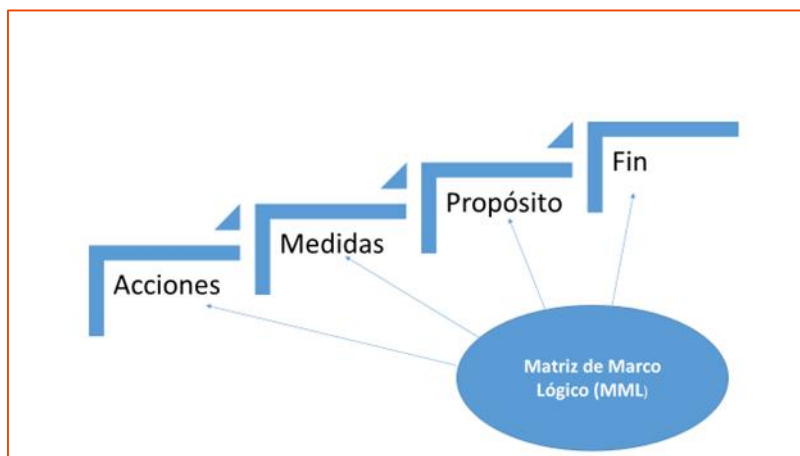 Fin
Propósito
Medidas
Acciones
Matriz de Marco
Lógico (MML)